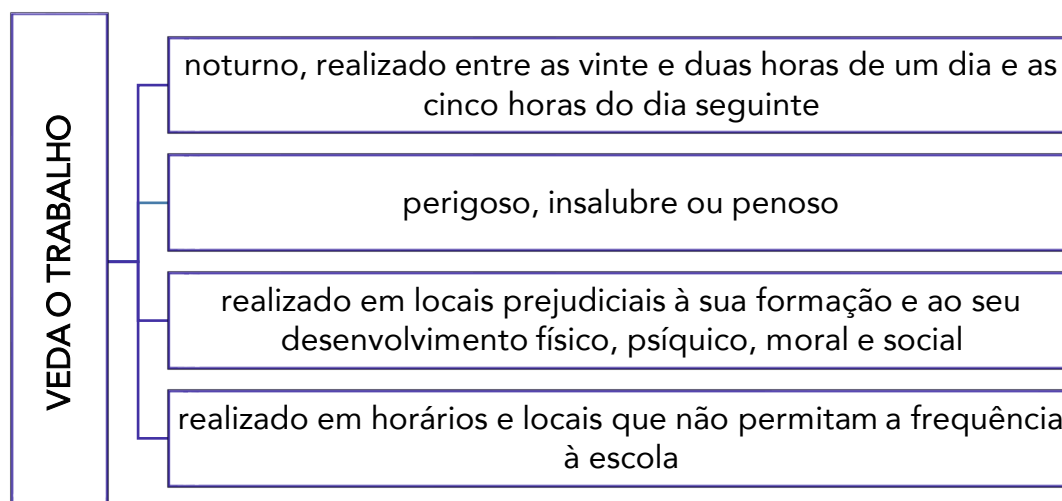 VEDA O TRABALHO
noturno, realizado entre as vinte e duas horas de um dia e as
cinco horas do dia seguinte
perigoso, insalubre ou penoso
realizado em locais prejudiciais à sua formação e ao seu
desenvolvimento físico, psíquico, moral e social
realizado em horários e locais que não permitam a frequência
à escola